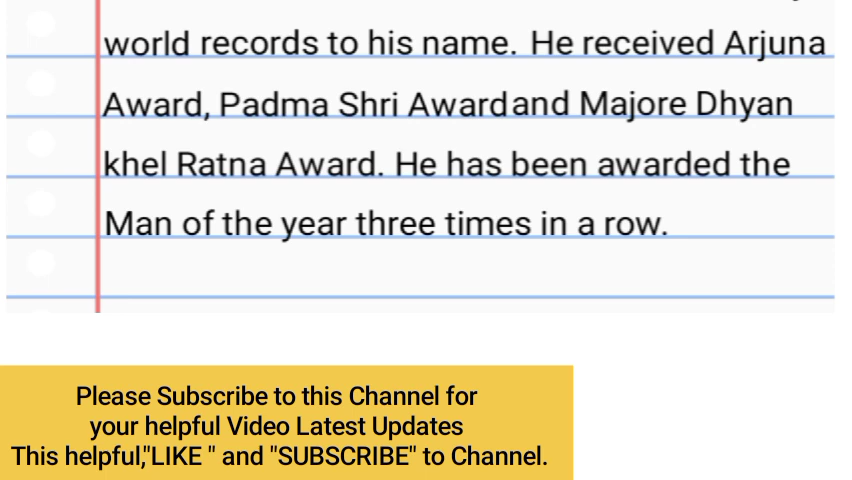 world records to his name. He received Arjuna
Award, Padma Shri Award and Majore Dhyan
khel Ratna Award. He has been awarded the
Man of the year three times in a row.
Please Subscribe to this Channel for
your helpful Video Latest Updates
This helpful,"LIKE " and "SUBSCRIBE" to Channel.